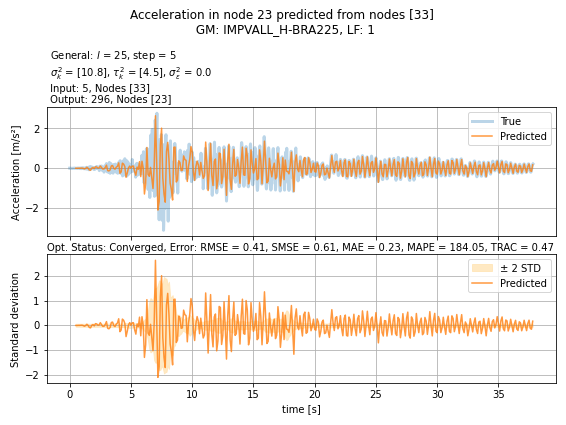 Acceleration in node 23 predicted from nodes [33]
GM: IMPVALL_H-BRA225, LF: 1
General: l = 25, step = 5
σ²ₖ = [10.8], τ²ₖ = [4.5], σ²ε = 0.0
Input: 5, Nodes [33]
Output: 296, Nodes [23]
Acceleration [m/s²]
2
0
−2
True
Predicted
Opt. Status: Converged, Error: RMSE = 0.41, SMSE = 0.61, MAE = 0.23, MAPE = 184.05, TRAC = 0.47
Standard deviation
2
1
0
−1
−2
± 2 STD
Predicted
0 5 10 15 20 25 30 35
time [s]